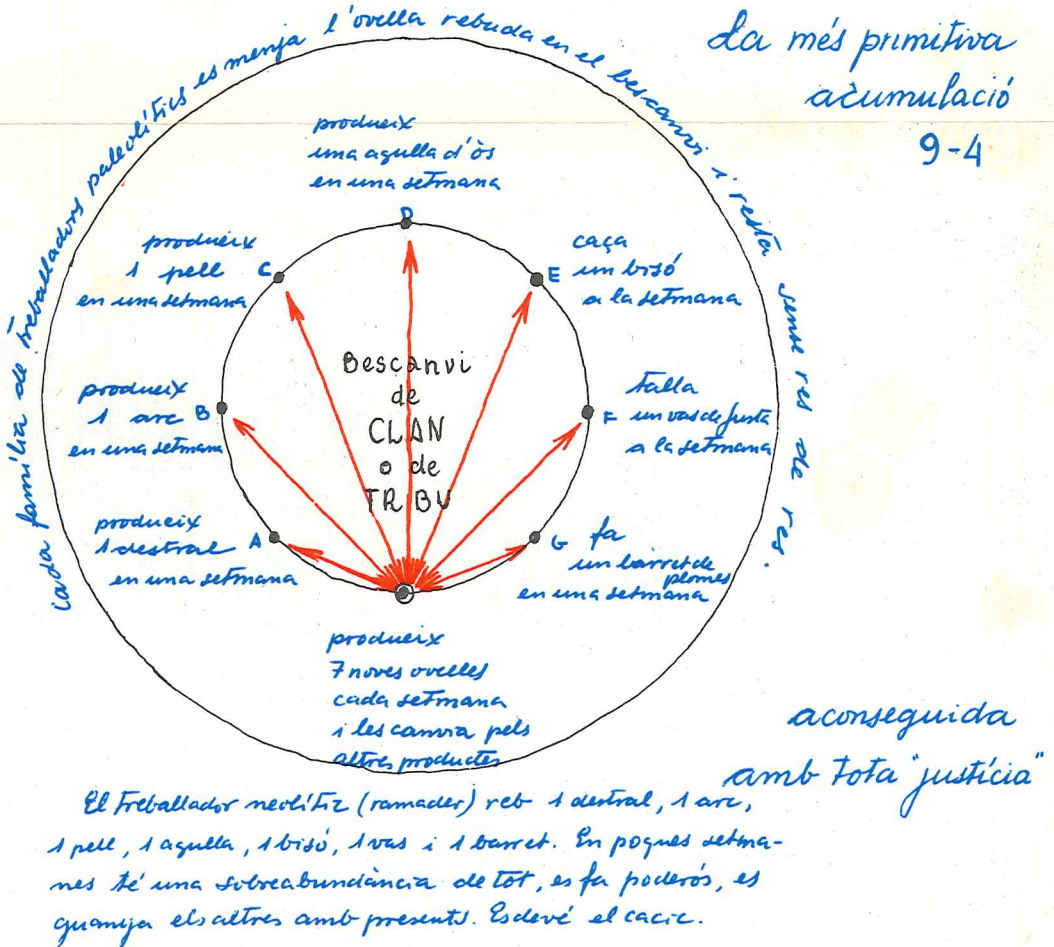 La més primitiva
acumulació
9-4
cada família de treballadors paleolítics es menja l'ovella rebuda en el bescanvi i resta sense res de res.
produeix
una agulla d'òs
en una setmana
D
produeix
1 pell
en una setmana
C
caça
un bisó
a la setmana
E
produeix
1 arc
en una setmana
B
talla
un vas de fusta
a la setmana
F
produeix
1 destral
en una setmana
A
fa
un barret de
plomes
en una setmana
G
Bescanvi
de
CLAN
o de
TRIBU
produeix
7 noves ovelles
cada setmana
i les canvia pels
altres productes
aconseguida
amb tota "justícia"
El treballador neolític (ramader) reb 1 destral, 1 arc,
1 pell, 1 agulla, 1 bisó, 1 vas i 1 barret. En poques setma-
nes té una sobreabundància de tot, es fa poderós, es
guanya els altres amb presents. Esdevé el cacic.